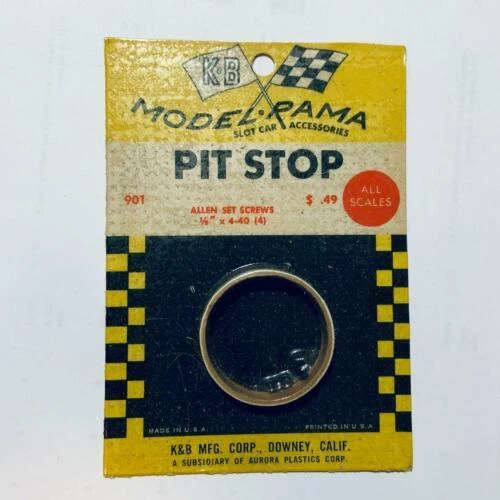 K&B
MODEL·RAMA
SLOT CAR ACCESSORIES
PIT STOP
901
ALLEN SET SCREWS
⅛" x 4-40 (4)
$ .49
ALL
SCALES
MADE IN U.S.A.
PRINTED IN U.S.A.
K&B MFG. CORP., DOWNEY, CALIF.
A SUBSIDIARY OF AURORA PLASTICS CORP.